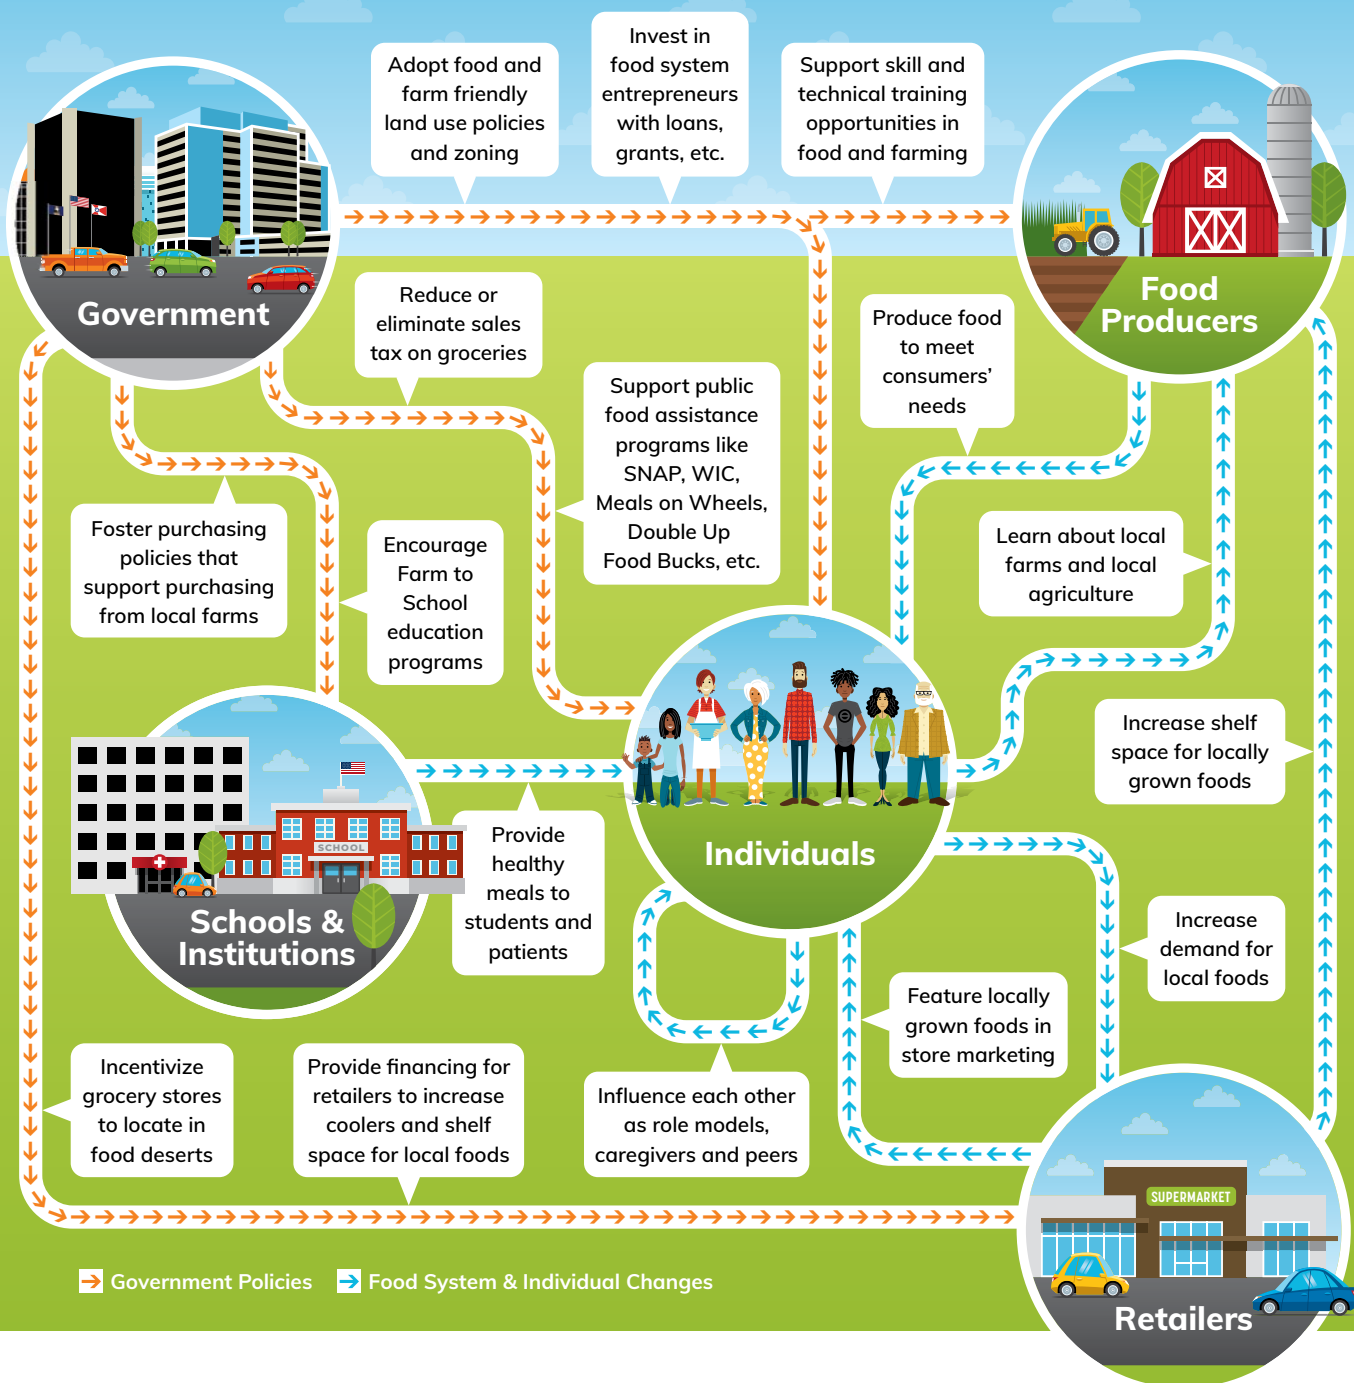 Adopt food and
farm friendly
land use policies
and zoning
Invest in
food system
entrepreneurs
with loans,
grants, etc.
Support skill and
technical training
opportunities in
food and farming
Government
Food
Producers
Reduce or
eliminate sales
tax on groceries
Produce food
to meet
consumers’
needs
Support public
food assistance
programs like
SNAP, WIC,
Meals on Wheels,
Double Up
Food Bucks, etc.
Foster purchasing
policies that
support purchasing
from local farms
Encourage
Farm to
School
education
programs
Learn about local
farms and local
agriculture
Increase shelf
space for locally
grown foods
SCHOOL
Schools &
Institutions
Provide
healthy
meals to
students and
patients
Individuals
Increase
demand for
local foods
Feature locally
grown foods in
store marketing
Incentivize
grocery stores
to locate in
food deserts
Provide financing for
retailers to increase
coolers and shelf
space for local foods
Influence each other
as role models,
caregivers and peers
SUPERMARKET
Retailers
Government Policies
Food System & Individual Changes